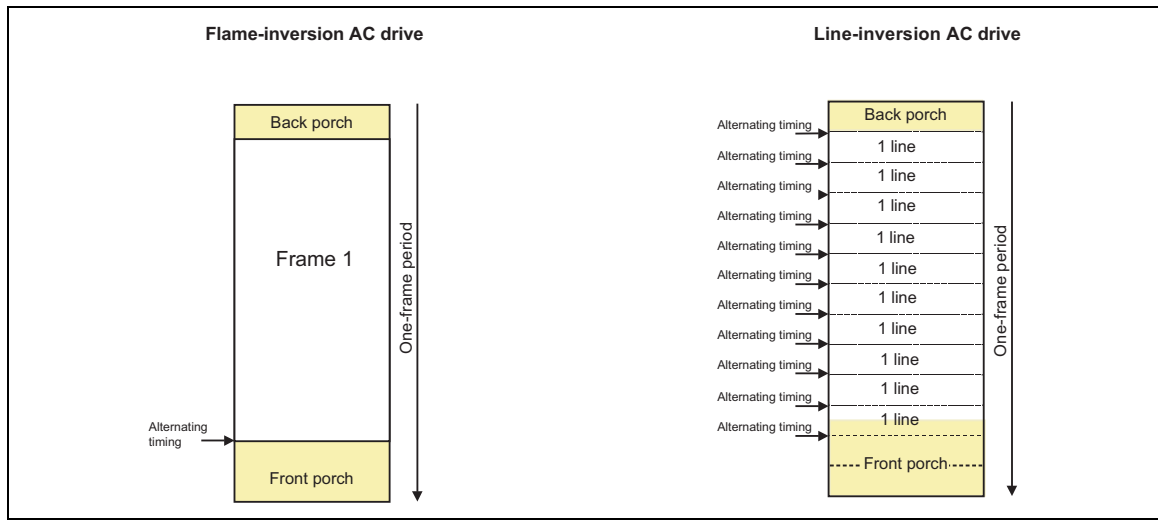 Flame-inversion AC drive
Back porch
Frame 1
One-frame period
Alternating
timing
Front porch
Line-inversion AC drive
Back porch
Alternating timing
1 line
Alternating timing
1 line
Alternating timing
1 line
Alternating timing
1 line
Alternating timing
1 line
Alternating timing
1 line
Alternating timing
1 line
Alternating timing
1 line
Alternating timing
1 line
Alternating timing
1 line
Alternating timing
Front porch
One-frame period